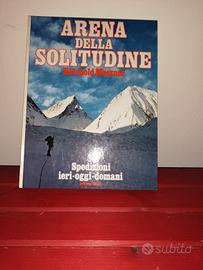 ARENA
DELLA
SOLITUDINE
Reinhold Messner
Spedizioni
ieri-oggi-domani
subito